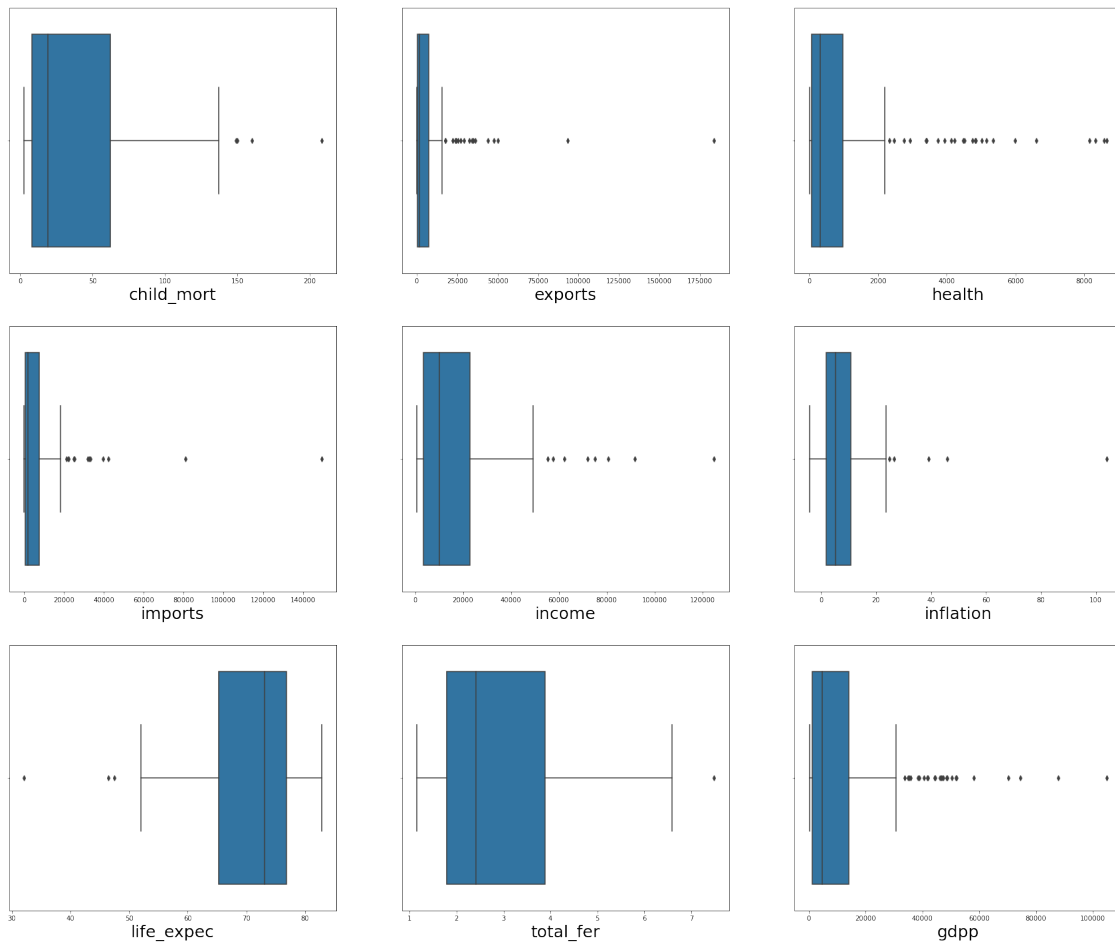 0 50 100 150 200
child_mort
0 25000 50000 75000 100000 125000 150000 175000
exports
0 2000 4000 6000 8000
health
0 20000 40000 60000 80000 100000 120000 140000
imports
0 20000 40000 60000 80000 100000 120000
income
0 20 40 60 80 100
inflation
30 40 50 60 70 80
life_expec
1 2 3 4 5 6 7
total_fer
0 20000 40000 60000 80000 100000
gdpp